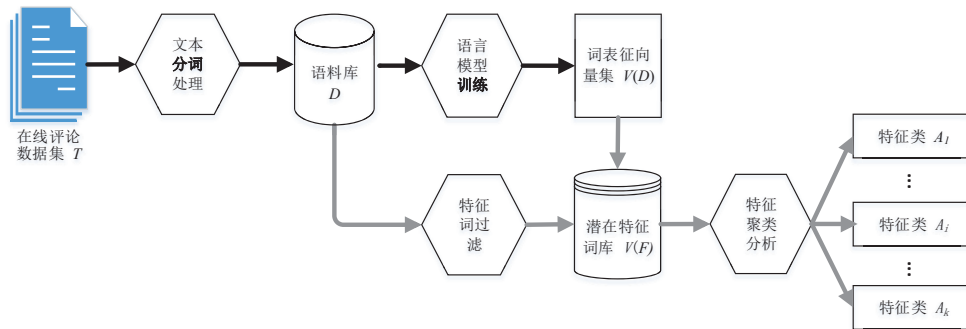 在线评论
数据集 T
文本
分词
处理
语料库
D
语言
模型
训练
词表征向
量集 V(D)
特征
词过
滤
潜在特征
词库 V(F)
特征
聚类
分析
特征类 A1
⋮
特征类 Ai
⋮
特征类 Ak